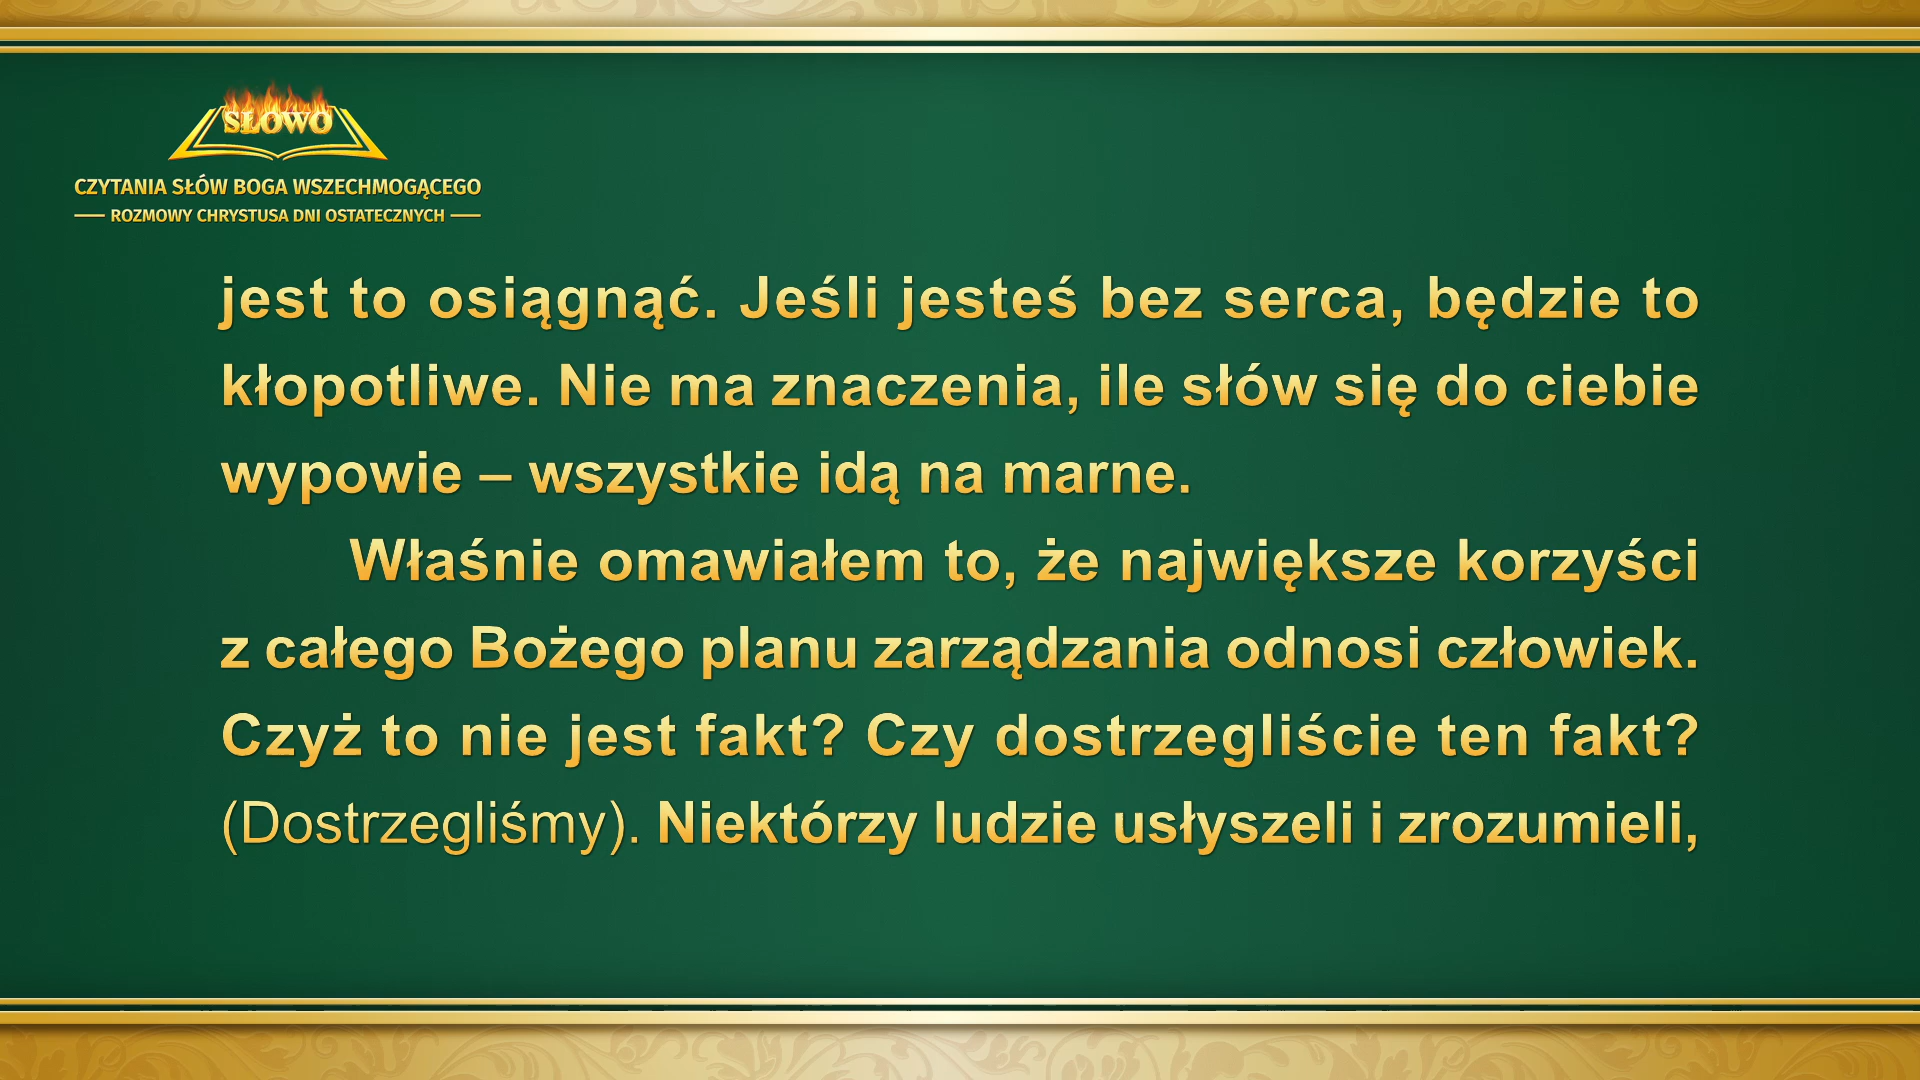 SŁOWO
CZYTANIA SŁÓW BOGA WSZECHMOGĄCEGO
ROZMOWY CHRYSTUSA DNI OSTATECZNYCH
jest to osiągnąć. Jeśli jesteś bez serca, będzie to
kłopotliwe. Nie ma znaczenia, ile słów się do ciebie
wypowie – wszystkie idą na marne.
Właśnie omawiałem to, że największe korzyści
z całego Bożego planu zarządzania odnosi człowiek.
Czyż to nie jest fakt? Czy dostrzegliście ten fakt?
(Dostrzegliśmy). Niektórzy ludzie usłyszeli i zrozumieli,